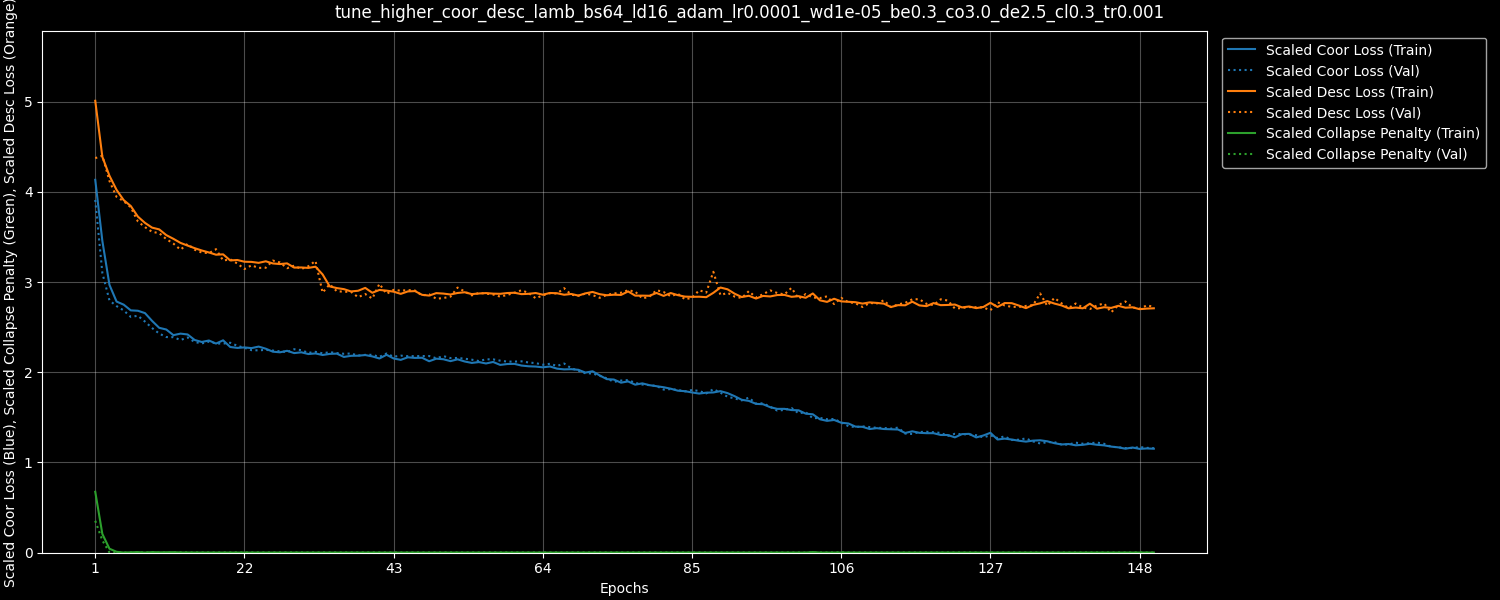 tune_higher_coor_desc_lamb_bs64_ld16_adam_lr0.0001_wd1e-05_be0.3_co3.0_de2.5_cl0.3_tr0.001
Scaled Coor Loss (Blue), Scaled Collapse Penalty (Green), Scaled Desc Loss (Orange)
5
4
3
2
1
0
1 22 43 64 85 106 127 148
Epochs
Scaled Coor Loss (Train)
Scaled Coor Loss (Val)
Scaled Desc Loss (Train)
Scaled Desc Loss (Val)
Scaled Collapse Penalty (Train)
Scaled Collapse Penalty (Val)